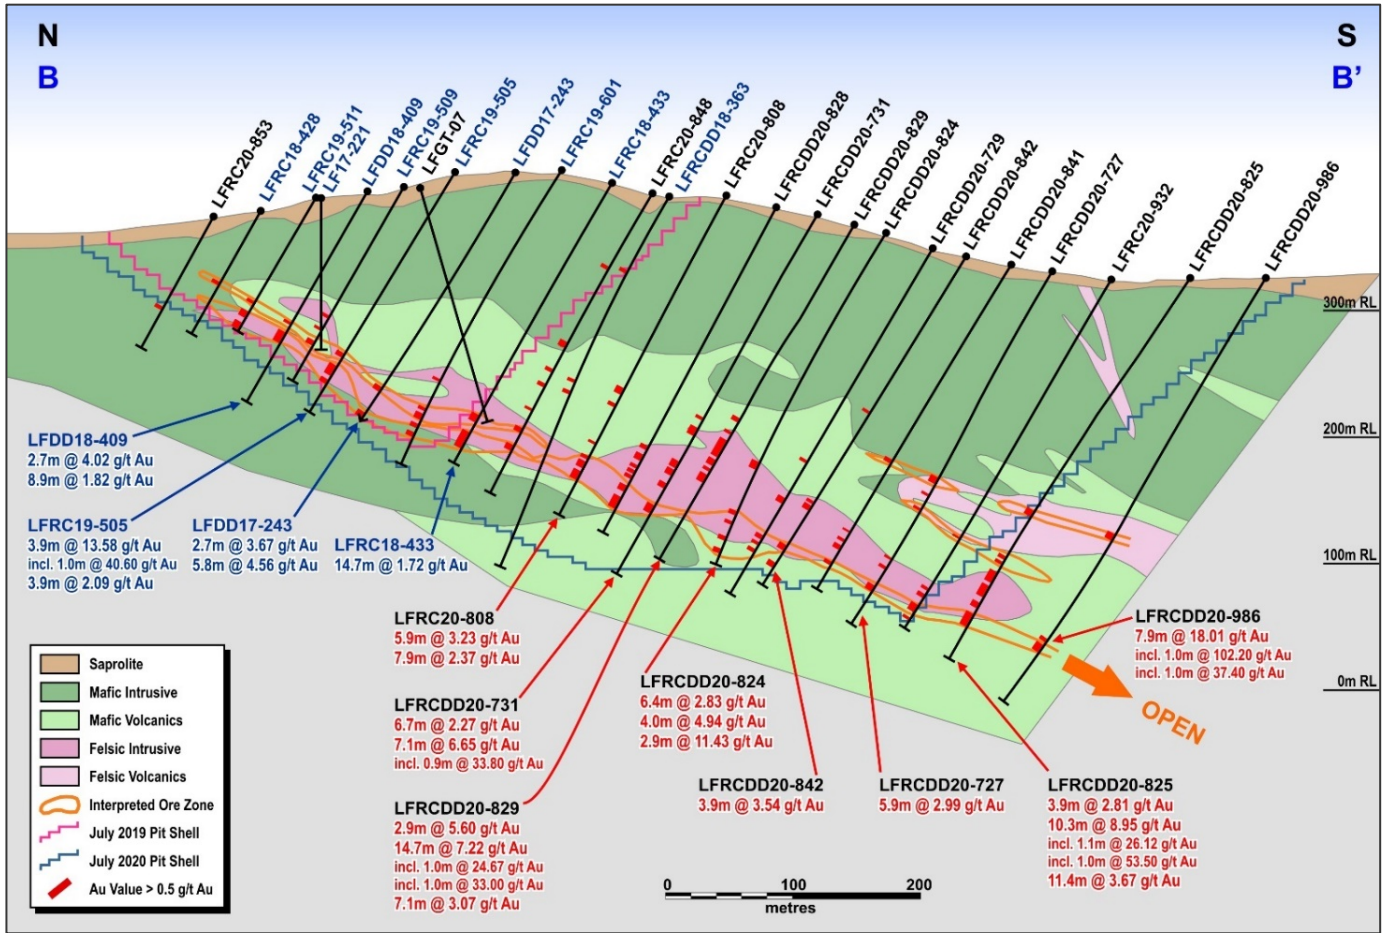 N
S
B
B'
LFRC20-853
LFRC18-428
LFRC19-511
LF17-221
LFDD18-409
LFRC19-509
LFGT-07
LFRC19-505
LFDD17-243
LFRC19-601
LFRC18-433
LFRC20-848
LFRCDD18-363
LFRC20-808
LFRCDD20-828
LFRCDD20-731
LFRCDD20-829
LFRCDD20-824
LFRCDD20-729
LFRCDD20-842
LFRCDD20-841
LFRCDD20-727
LFRC20-932
LFRCDD20-825
LFRCDD20-986
300m RL
200m RL
100m RL
0m RL
LFDD18-409
2.7m @ 4.02 g/t Au
8.9m @ 1.82 g/t Au
LFRC19-505
3.9m @ 13.58 g/t Au
incl. 1.0m @ 40.60 g/t Au
3.9m @ 2.09 g/t Au
LFDD17-243
2.7m @ 3.67 g/t Au
5.8m @ 4.56 g/t Au
LFRC18-433
14.7m @ 1.72 g/t Au
LFRC20-808
5.9m @ 3.23 g/t Au
7.9m @ 2.37 g/t Au
LFRCDD20-731
6.7m @ 2.27 g/t Au
7.1m @ 6.65 g/t Au
incl. 0.9m @ 33.80 g/t Au
LFRCDD20-829
2.9m @ 5.60 g/t Au
14.7m @ 7.22 g/t Au
incl. 1.0m @ 24.67 g/t Au
incl. 1.0m @ 33.00 g/t Au
7.1m @ 3.07 g/t Au
LFRCDD20-824
6.4m @ 2.83 g/t Au
4.0m @ 4.94 g/t Au
2.9m @ 11.43 g/t Au
LFRCDD20-842
3.9m @ 3.54 g/t Au
LFRCDD20-727
5.9m @ 2.99 g/t Au
LFRCDD20-825
3.9m @ 2.81 g/t Au
10.3m @ 8.95 g/t Au
incl. 1.1m @ 26.12 g/t Au
incl. 1.0m @ 53.50 g/t Au
11.4m @ 3.67 g/t Au
LFRCDD20-986
7.9m @ 18.01 g/t Au
incl. 1.0m @ 102.20 g/t Au
incl. 1.0m @ 37.40 g/t Au
OPEN
Saprolite
Mafic Intrusive
Mafic Volcanics
Felsic Intrusive
Felsic Volcanics
Interpreted Ore Zone
July 2019 Pit Shell
July 2020 Pit Shell
Au Value > 0.5 g/t Au
0 100 200
metres